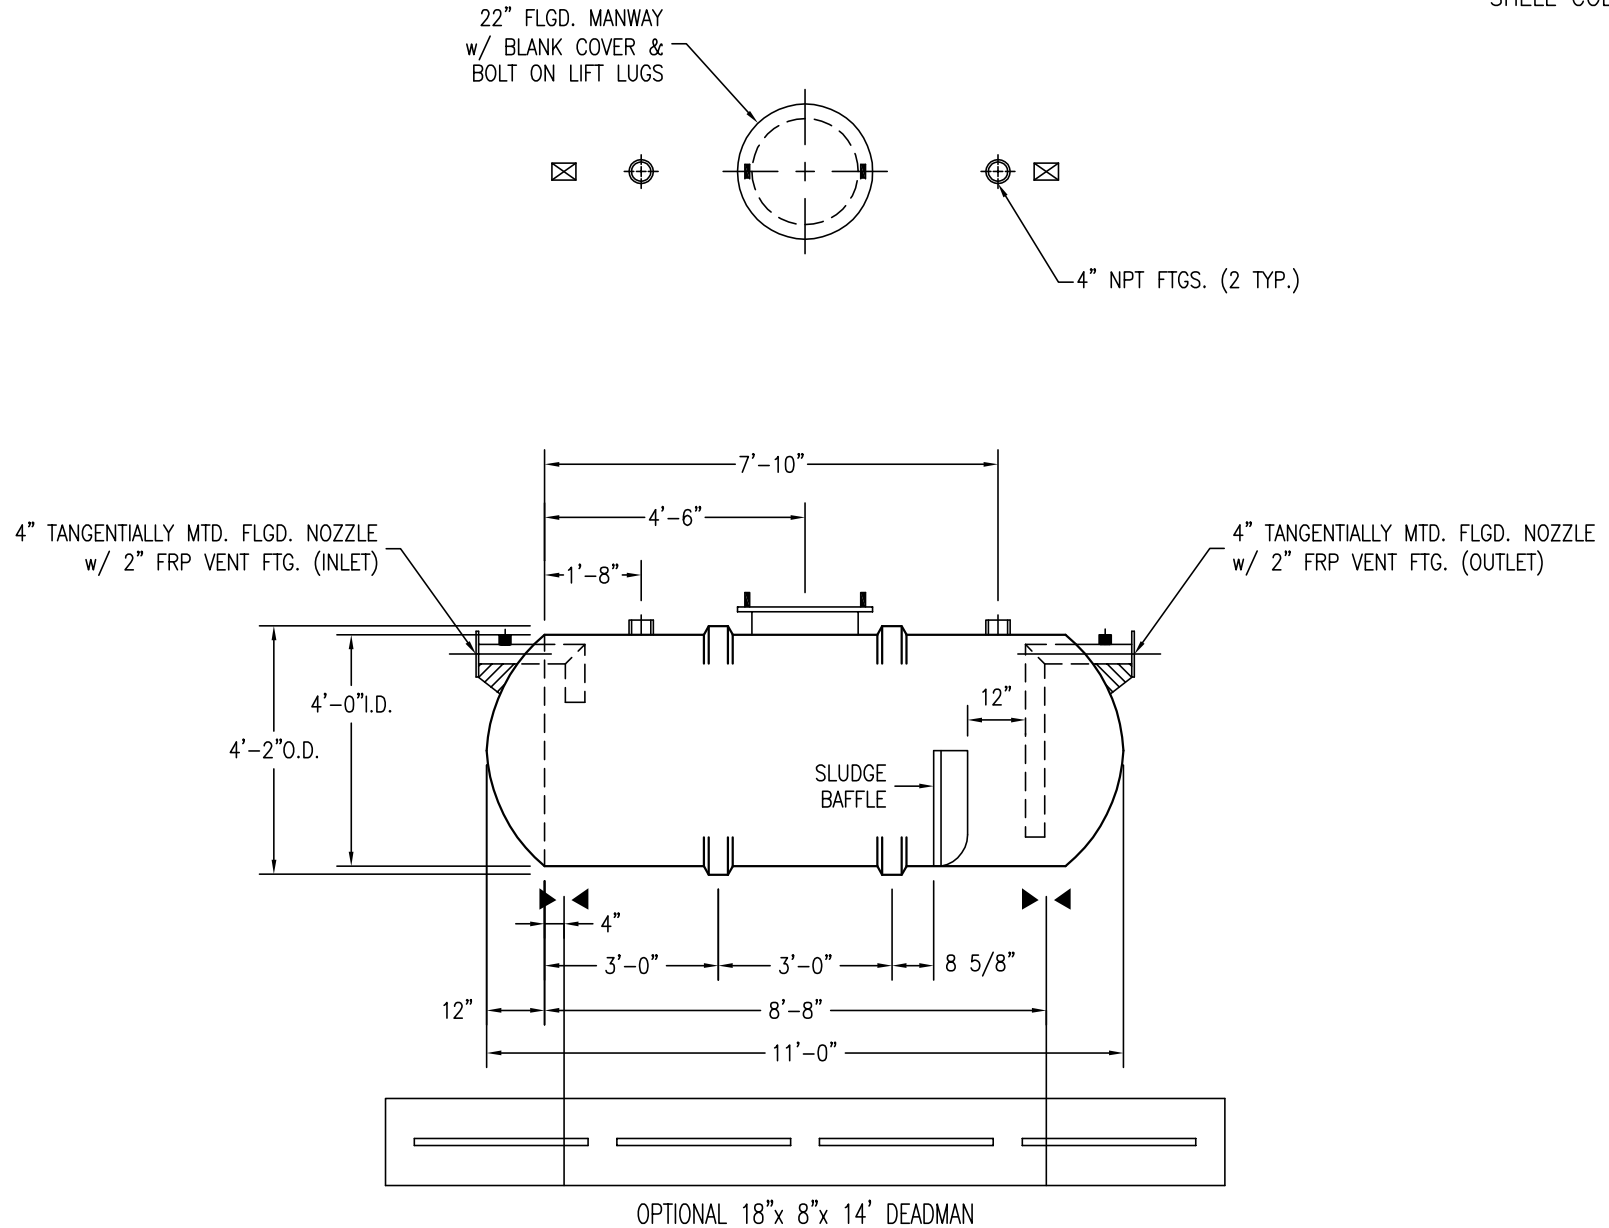 22" FLGD. MANWAY
w/ BLANK COVER &
BOLT ON LIFT LUGS
4" NPT FTGS. (2 TYP.)
7'-10"
4'-6"
1'-8"
4" TANGENTIALLY MTD. FLGD. NOZZLE
w/ 2" FRP VENT FTG. (INLET)
4" TANGENTIALLY MTD. FLGD. NOZZLE
w/ 2" FRP VENT FTG. (OUTLET)
4'-0"I.D.
4'-2"O.D.
12"
SLUDGE
BAFFLE
4"
3'-0"
3'-0"
8 5/8"
12"
8'-8"
11'-0"
OPTIONAL 18"x 8"x 14' DEADMAN